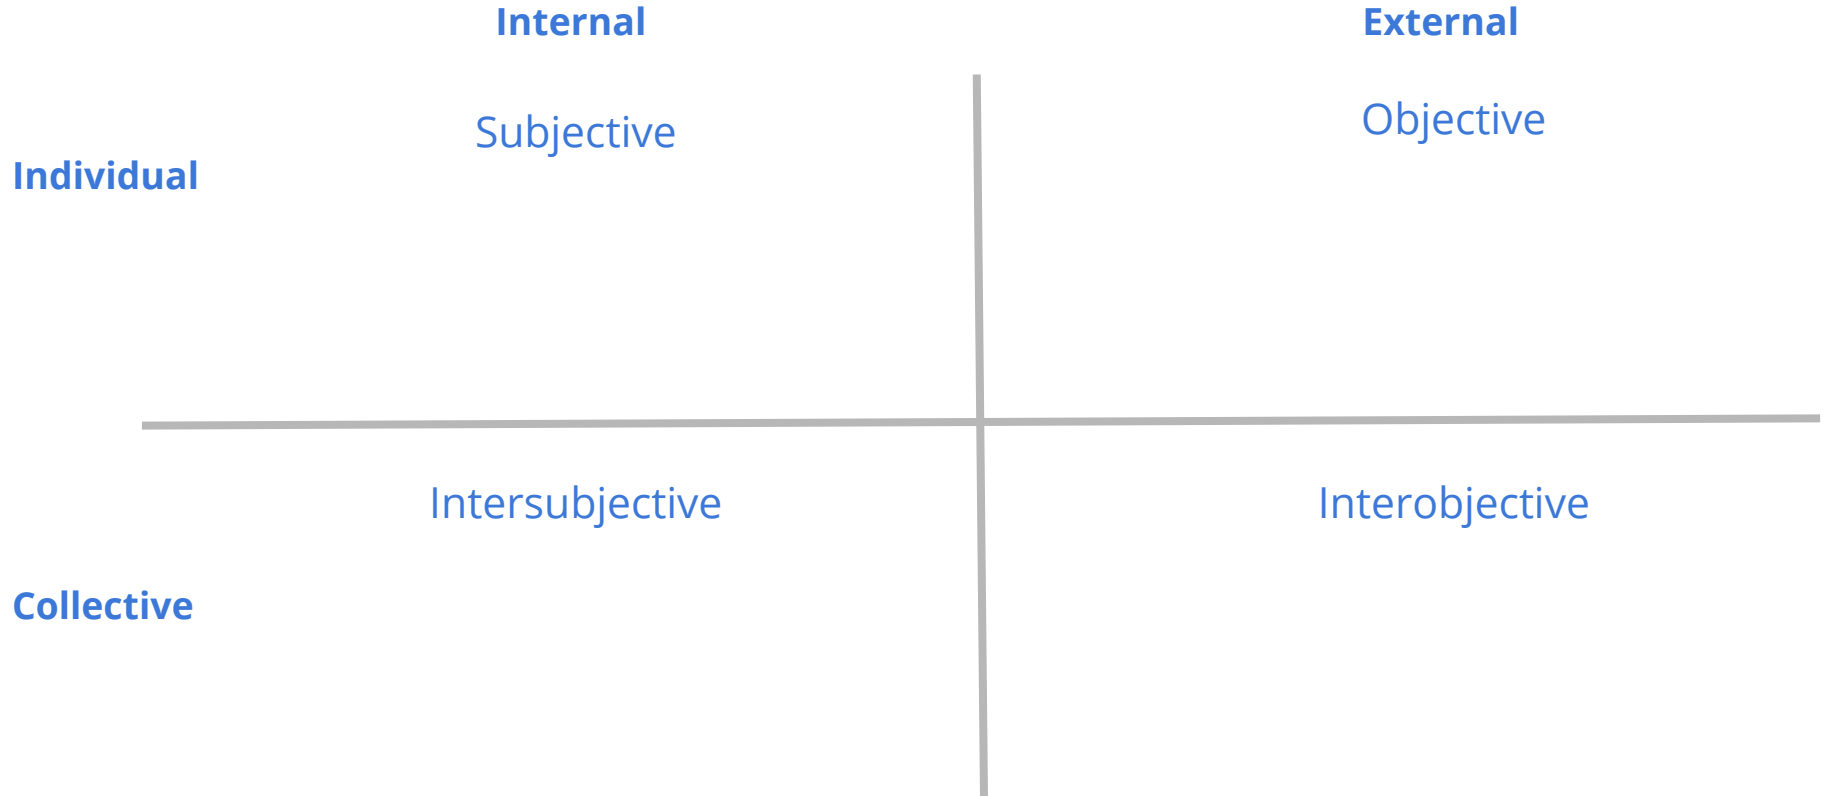 Internal
External
Subjective
Objective
Individual
Intersubjective
Interobjective
Collective